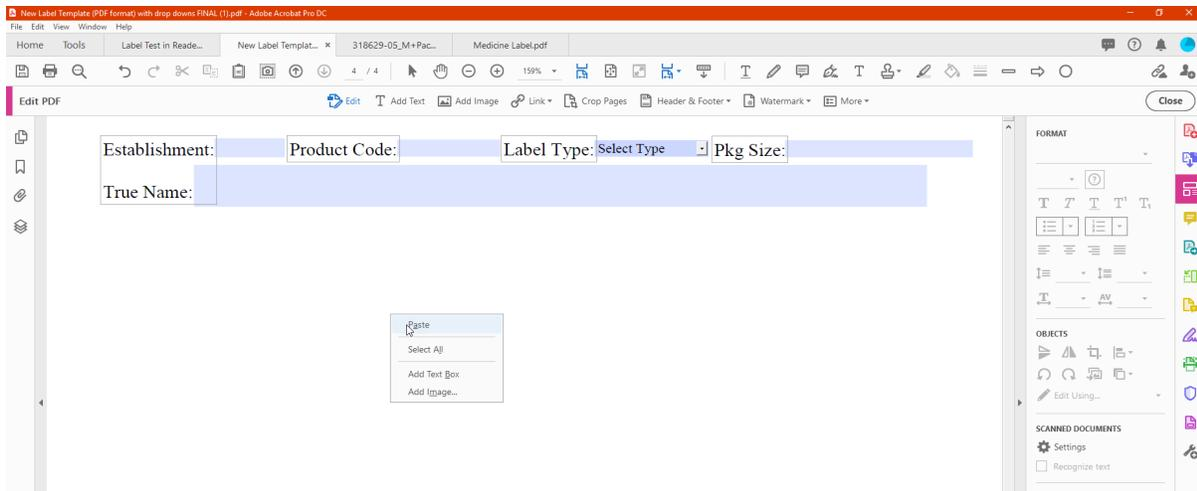 New Label Template (PDF format) with drop downs FINAL (1).pdf - Adobe Acrobat Pro DC
File Edit View Window Help
Home Tools Label Test in Reade... New Label Templat... × 318629-05_M+Pac... Medicine Label.pdf
4 / 4 159%
Edit PDF Edit Add Text Add Image Link Crop Pages Header & Footer Watermark More Close
Establishment: Product Code: Label Type: Select Type Pkg Size:
True Name:
Paste
Select All
Add Text Box
Add Image...
FORMAT
OBJECTS
Edit Using...
SCANNED DOCUMENTS
Settings
Recognize text